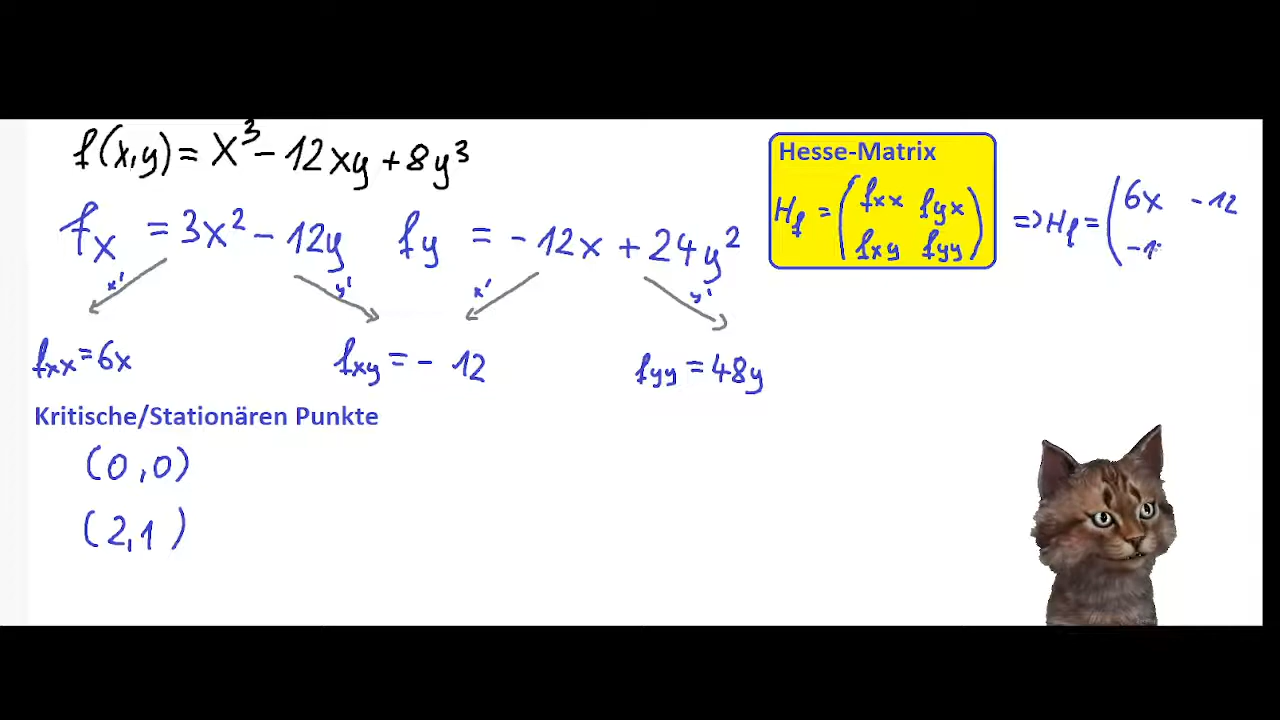 f(x,y) = x³ - 12xy + 8y³
fx = 3x² - 12y
fy = -12x + 24y²
x' y' x' y'
fxx = 6x
fxy = - 12
fyy = 48y
Hesse-Matrix
Hf = (fxx fyx
fxy fyy)
=> Hf = (6x -12
-1
Kritische/Stationären Punkte
(0,0)
(2,1)